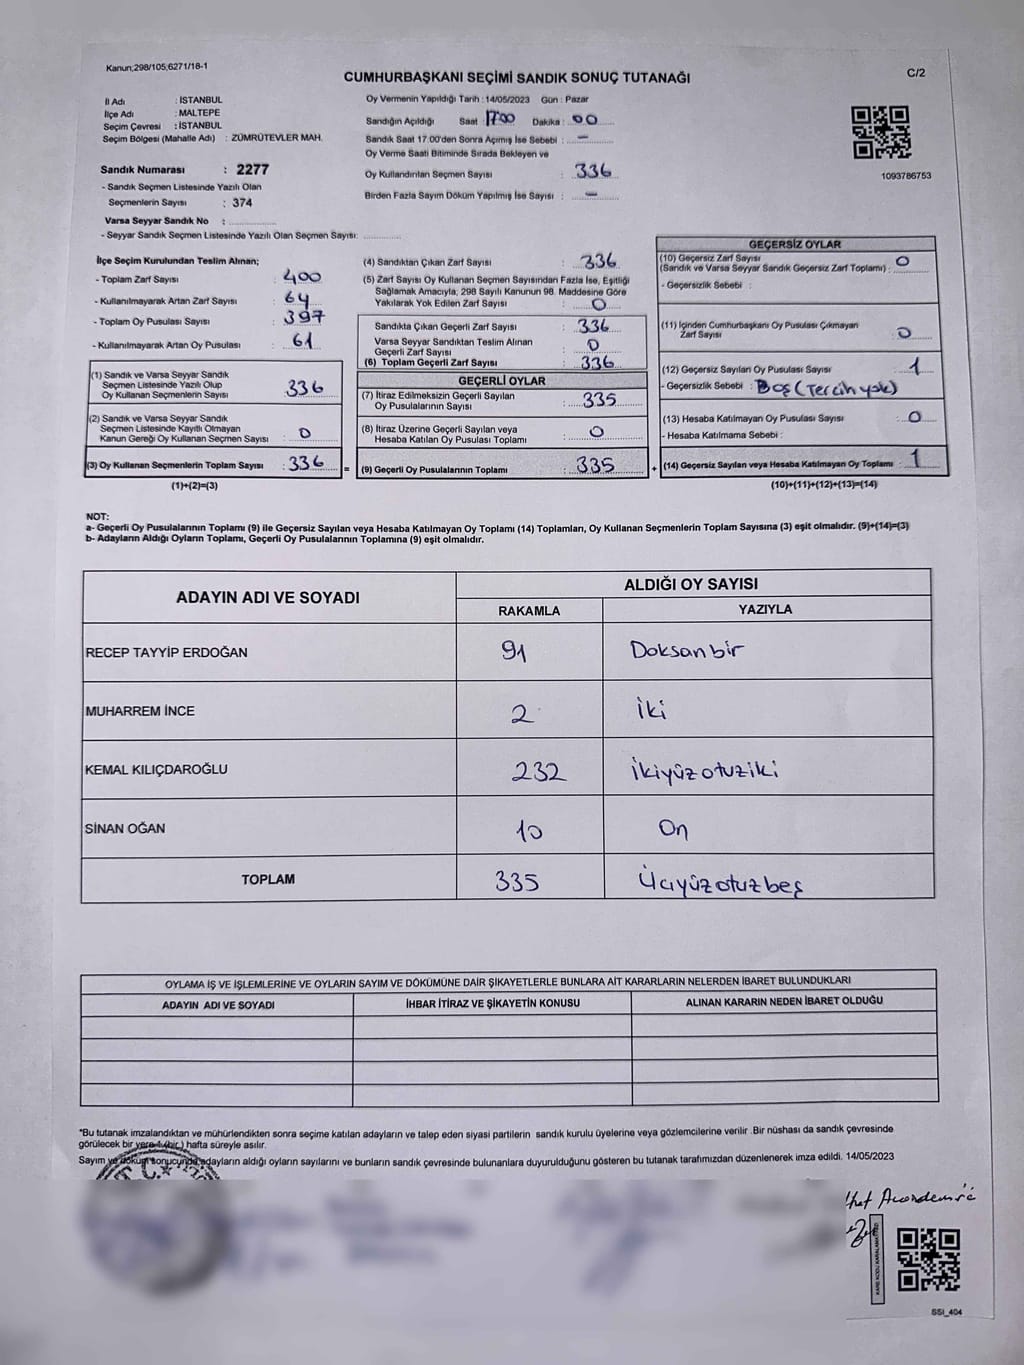 Kanun;298/105;6271/18-1
C/2
CUMHURBAŞKANI SEÇİMİ SANDIK SONUÇ TUTANAĞI
İl Adı : İSTANBUL
İlçe Adı : MALTEPE
Seçim Çevresi : İSTANBUL
Seçim Bölgesi (Mahalle Adı) : ZÜMRÜTEVLER MAH.
Sandık Numarası : 2277
- Sandık Seçmen Listesinde Yazılı Olan
Seçmenlerin Sayısı : 374
Varsa Seyyar Sandık No :
- Seyyar Sandık Seçmen Listesinde Yazılı Olan Seçmen Sayısı:
Oy Vermenin Yapıldığı Tarih : 14/05/2023 Gün : Pazar
Sandığın Açıldığı Saat : 1700 Dakika : 00
Sandık Saat 17:00'den Sonra Açımış İse Sebebi : -
Oy Verme Saati Bitiminde Sırada Bekleyen ve
Oy Kullandırılan Seçmen Sayısı : 336
Birden Fazla Sayım Döküm Yapılmış İse Sayısı : -
1093786753
İlçe Seçim Kurulundan Teslim Alınan;
- Toplam Zarf Sayısı : 400
- Kullanılmayarak Artan Zarf Sayısı : 64
- Toplam Oy Pusulası Sayısı : 397
- Kullanılmayarak Artan Oy Pusulası : 61
(1) Sandık ve Varsa Seyyar Sandık
Seçmen Listesinde Yazılı Olup
Oy Kullanan Seçmenlerin Sayısı : 336
(2) Sandık ve Varsa Seyyar Sandık
Seçmen Listesinde Kayıtlı Olmayan
Kanun Gereği Oy Kullanan Seçmen Sayısı : 0
(3) Oy Kullanan Seçmenlerin Toplam Sayısı : 336 =
(1)+(2)=(3)
(4) Sandıktan Çıkan Zarf Sayısı : 336
(5) Zarf Sayısı Oy Kullanan Seçmen Sayısından Fazla İse, Eşitliği
Sağlamak Amacıyla; 298 Sayılı Kanunun 98. Maddesine Göre
Yakılarak Yok Edilen Zarf Sayısı : 0
Sandıkta Çıkan Geçerli Zarf Sayısı : 336
Varsa Seyyar Sandıktan Teslim Alınan
Geçerli Zarf Sayısı : 0
(6) Toplam Geçerli Zarf Sayısı : 336
GEÇERLİ OYLAR
(7) İtiraz Edilmeksizin Geçerli Sayılan
Oy Pusulalarının Sayısı : 335
(8) İtiraz Üzerine Geçerli Sayılan veya
Hesaba Katılan Oy Pusulası Toplamı : 0
(9) Geçerli Oy Pusulalarının Toplamı : 335 +
GEÇERSİZ OYLAR
(10) Geçersiz Zarf Sayısı
(Sandık ve Varsa Seyyar Sandık Geçersiz Zarf Toplamı) : 0
- Geçersizlik Sebebi :
(11) İçinden Cumhurbaşkanı Oy Pusulası Çıkmayan
Zarf Sayısı : 0
(12) Geçersiz Sayılan Oy Pusulası Sayısı : 1
- Geçersizlik Sebebi : Boş (Tercih yok)
(13) Hesaba Katılmayan Oy Pusulası Sayısı : 0
- Hesaba Katılmama Sebebi :
(14) Geçersiz Sayılan veya Hesaba Katılmayan Oy Toplamı : 1
(10)+(11)+(12)+(13)=(14)
NOT:
a- Geçerli Oy Pusulalarının Toplamı (9) ile Geçersiz Sayılan veya Hesaba Katılmayan Oy Toplamı (14) Toplamları, Oy Kullanan Seçmenlerin Toplam Sayısına (3) eşit olmalıdır. (9)+(14)=(3)
b- Adayların Aldığı Oyların Toplamı, Geçerli Oy Pusulalarının Toplamına (9) eşit olmalıdır.
ADAYIN ADI VE SOYADI
ALDIĞI OY SAYISI
RAKAMLA YAZIYLA
RECEP TAYYİP ERDOĞAN 91 Doksanbir
MUHARREM İNCE 2 İki
KEMAL KILIÇDAROĞLU 232 İkiyüzotuziki
SİNAN OĞAN 10 On
TOPLAM 335 Üçyüzotuzbeş
OYLAMA İŞ VE İŞLEMLERİNE VE OYLARIN SAYIM VE DÖKÜMÜNE DAİR ŞİKAYETLERLE BUNLARA AİT KARARLARIN NELERDEN İBARET BULUNDUKLARI
ADAYIN ADI VE SOYADI İHBAR İTİRAZ VE ŞİKAYETİN KONUSU ALINAN KARARIN NEDEN İBARET OLDUĞU
*Bu tutanak imzalandıktan ve mühürlendikten sonra seçime katılan adayların ve talep eden siyasi partilerin sandık kurulu üyelerine veya gözlemcilerine verilir .Bir nüshası da sandık çevresinde
görülecek bir yere 1 (bir) hafta süreyle asılır.
Sayım ve döküm sonucunda adayların aldığı oyların sayılarını ve bunların sandık çevresinde bulunanlara duyurulduğunu gösteren bu tutanak tarafımızdan düzenlenerek imza edildi. 14/05/2023
T.C.
SSI_404